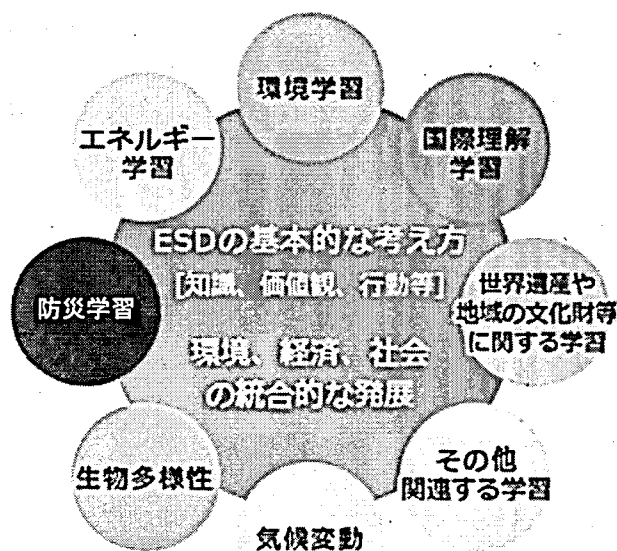 環境学習
国際理解
学習
世界遺産や
地域の文化財等
に関する学習
その他
関連する学習
気候変動
生物多様性
防災学習
エネルギー
学習
ESDの基本的な考え方
[知識、価値観、行動等]
環境、経済、社会
の統合的な発展